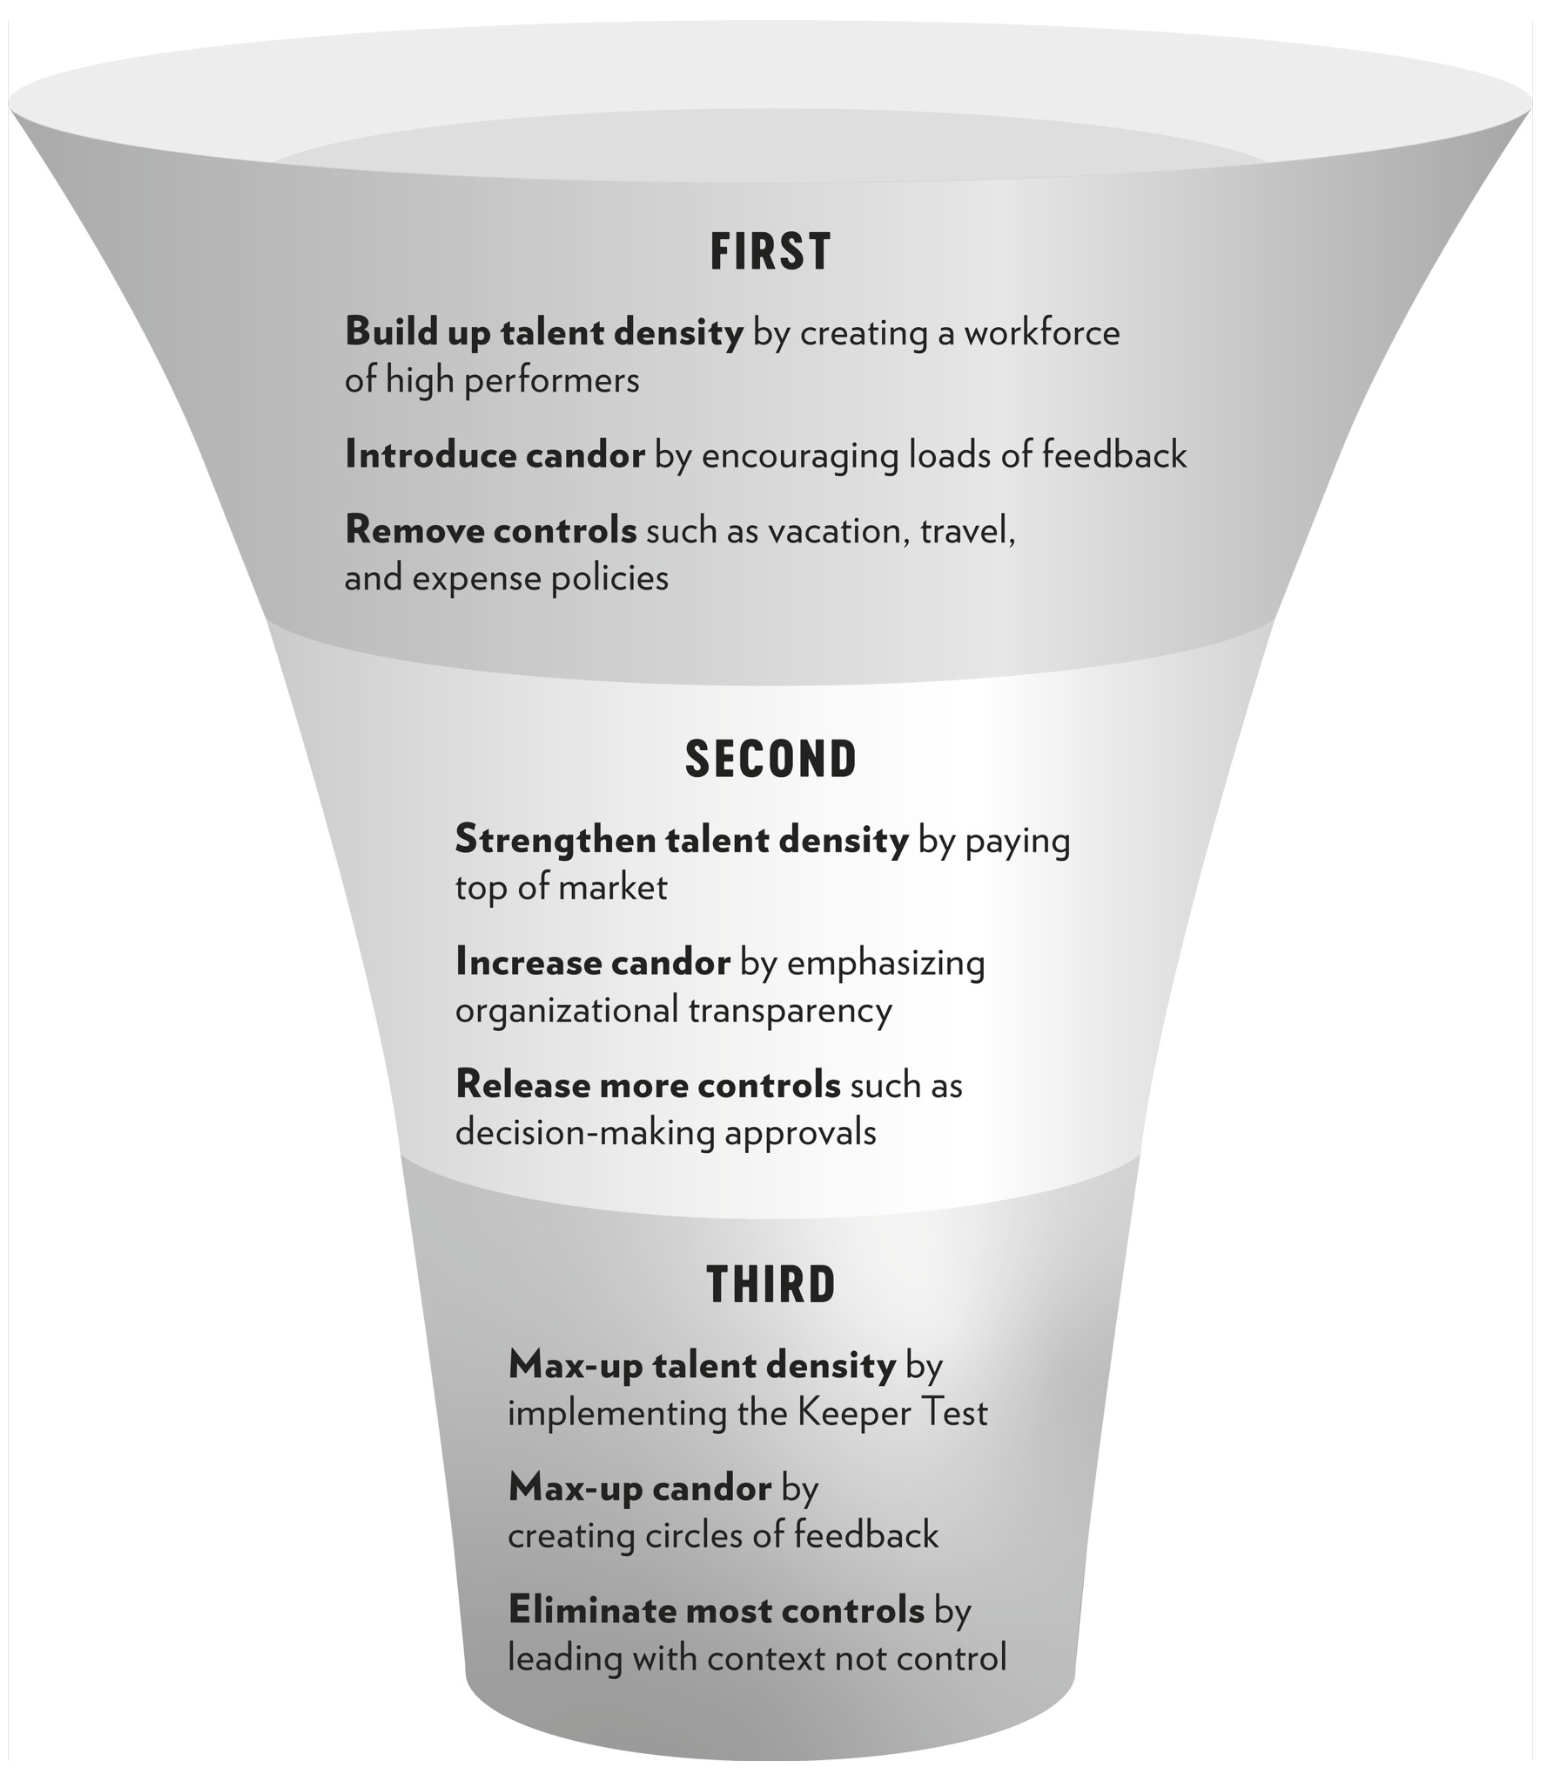 FIRST
Build up talent density by creating a workforce
of high performers
Introduce candor by encouraging loads of feedback
Remove controls such as vacation, travel,
and expense policies
SECOND
Strengthen talent density by paying
top of market
Increase candor by emphasizing
organizational transparency
Release more controls such as
decision-making approvals
THIRD
Max-up talent density by
implementing the Keeper Test
Max-up candor by
creating circles of feedback
Eliminate most controls by
leading with context not control